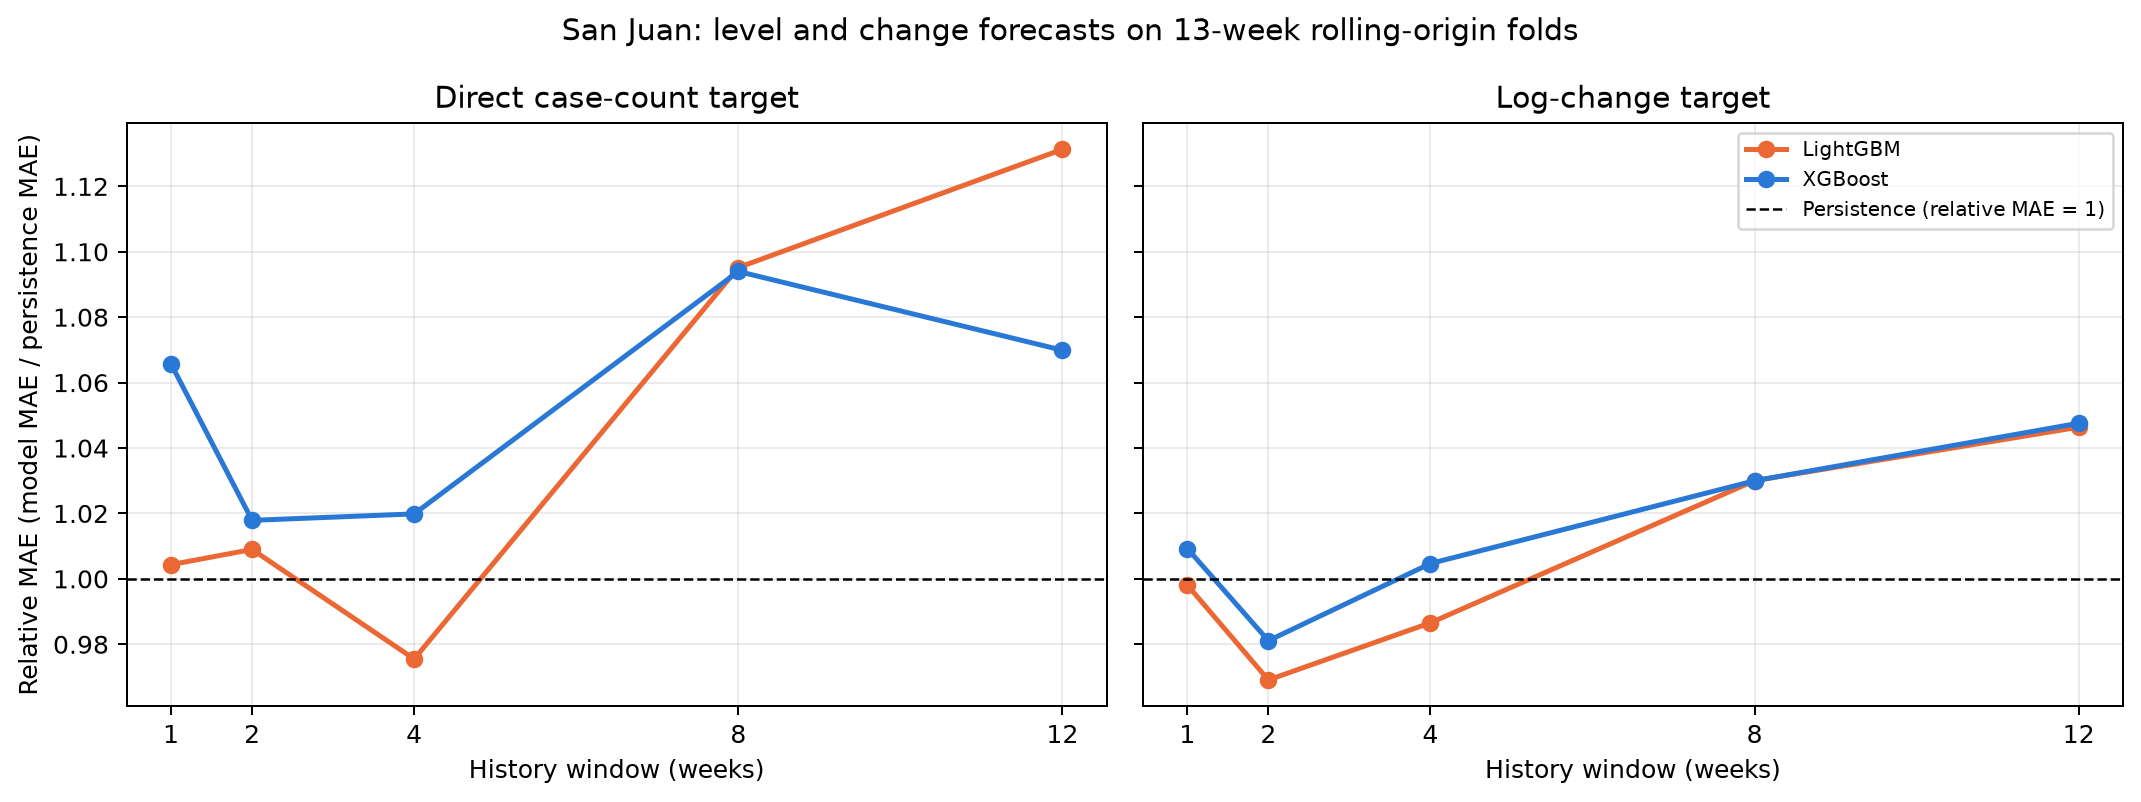 San Juan: level and change forecasts on 13-week rolling-origin folds
Direct case-count target
Relative MAE (model MAE / persistence MAE)
1.12
1.10
1.08
1.06
1.04
1.02
1.00
0.98
1 2 4 8 12
History window (weeks)
Log-change target
LightGBM
XGBoost
Persistence (relative MAE = 1)
1 2 4 8 12
History window (weeks)